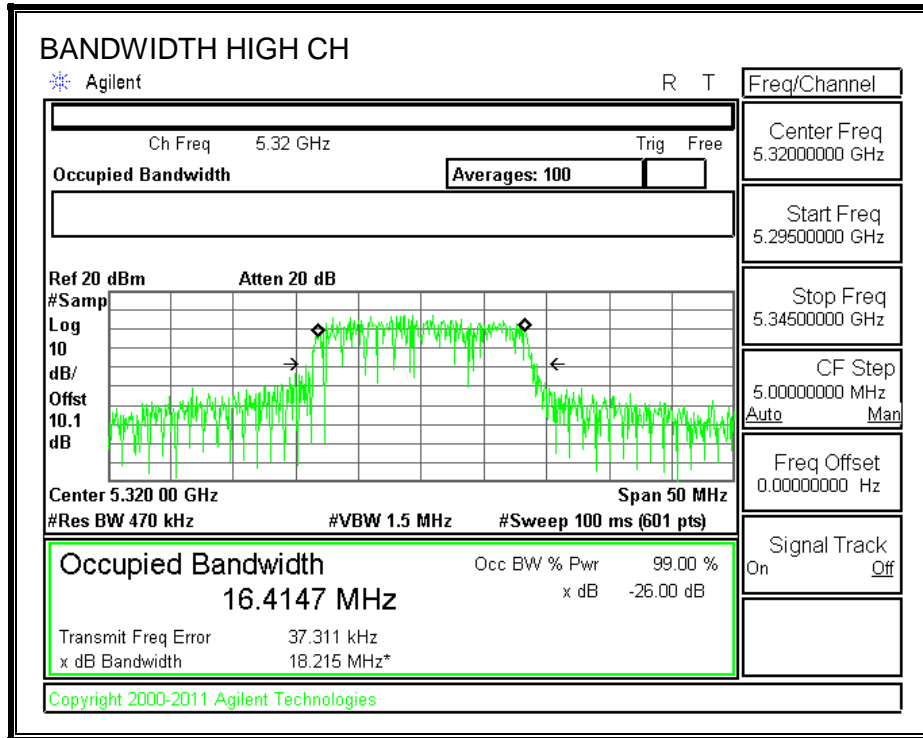 BANDWIDTH HIGH CH
Agilent R T
Freq/Channel
Ch Freq 5.32 GHz Trig Free
Occupied Bandwidth Averages: 100
Center Freq
5.32000000 GHz
Start Freq
5.29500000 GHz
Stop Freq
5.34500000 GHz
CF Step
5.00000000 MHz
Auto Man
Freq Offset
0.00000000 Hz
Signal Track
On Off
Ref 20 dBm Atten 20 dB
#Samp
Log
10
dB/
Offst
10.1
dB
Center 5.320 00 GHz Span 50 MHz
#Res BW 470 kHz #VBW 1.5 MHz #Sweep 100 ms (601 pts)
Occupied Bandwidth Occ BW % Pwr 99.00 %
16.4147 MHz x dB -26.00 dB
Transmit Freq Error 37.311 kHz
x dB Bandwidth 18.215 MHz*
Copyright 2000-2011 Agilent Technologies